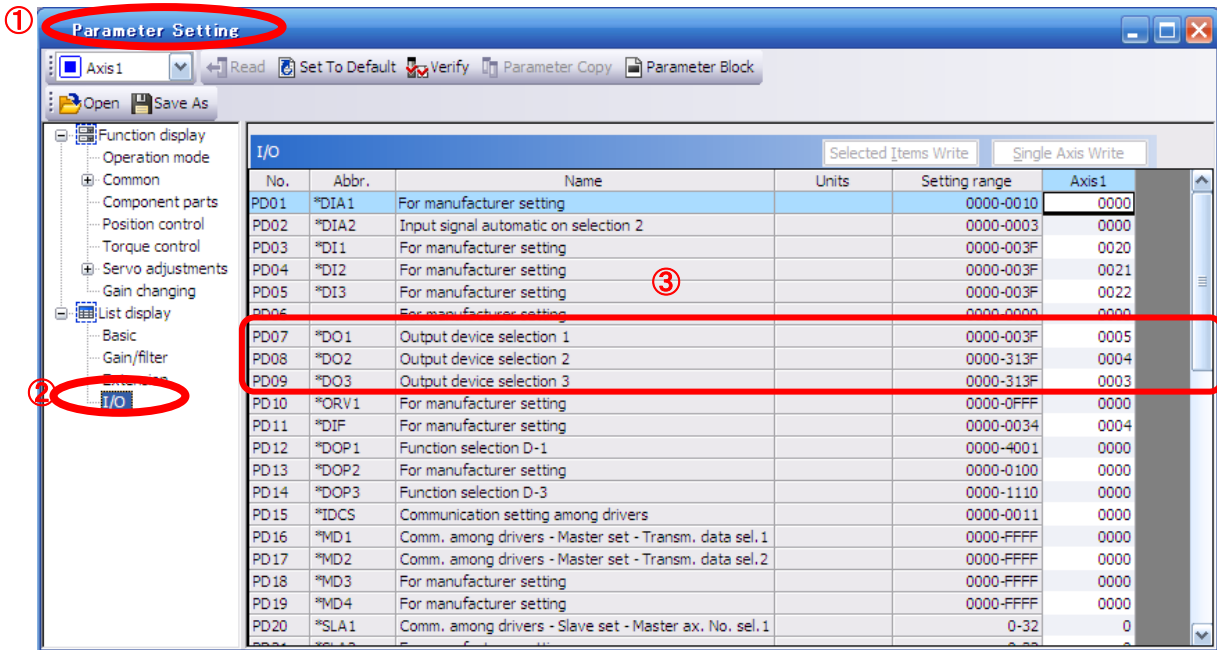 ①
Parameter Setting
Axis1 Read Set To Default Verify Parameter Copy Parameter Block
Open Save As
Function display
Operation mode
Common
Component parts
Position control
Torque control
Servo adjustments
Gain changing
List display
Basic
Gain/filter
Extension
②
I/O
I/O Selected Items Write Single Axis Write
No. Abbr. Name Units Setting range Axis1
PD01 *DIA1 For manufacturer setting 0000-0010 0000
PD02 *DIA2 Input signal automatic on selection 2 0000-0003 0000
PD03 *DI1 For manufacturer setting 0000-003F 0020
PD04 *DI2 For manufacturer setting 0000-003F 0021
③
PD05 *DI3 For manufacturer setting 0000-003F 0022
PD06 For manufacturer setting 0000-0000 0000
PD07 *DO1 Output device selection 1 0000-003F 0005
PD08 *DO2 Output device selection 2 0000-313F 0004
PD09 *DO3 Output device selection 3 0000-313F 0003
PD10 *ORV1 For manufacturer setting 0000-0FFF 0000
PD11 *DIF For manufacturer setting 0000-0034 0004
PD12 *DOP1 Function selection D-1 0000-4001 0000
PD13 *DOP2 For manufacturer setting 0000-0100 0000
PD14 *DOP3 Function selection D-3 0000-1110 0000
PD15 *IDCS Communication setting among drivers 0000-0011 0000
PD16 *MD1 Comm. among drivers - Master set - Transm. data sel.1 0000-FFFF 0000
PD17 *MD2 Comm. among drivers - Master set - Transm. data sel.2 0000-FFFF 0000
PD18 *MD3 For manufacturer setting 0000-FFFF 0000
PD19 *MD4 For manufacturer setting 0000-FFFF 0000
PD20 *SLA1 Comm. among drivers - Slave set - Master ax. No. sel.1 0-32 0